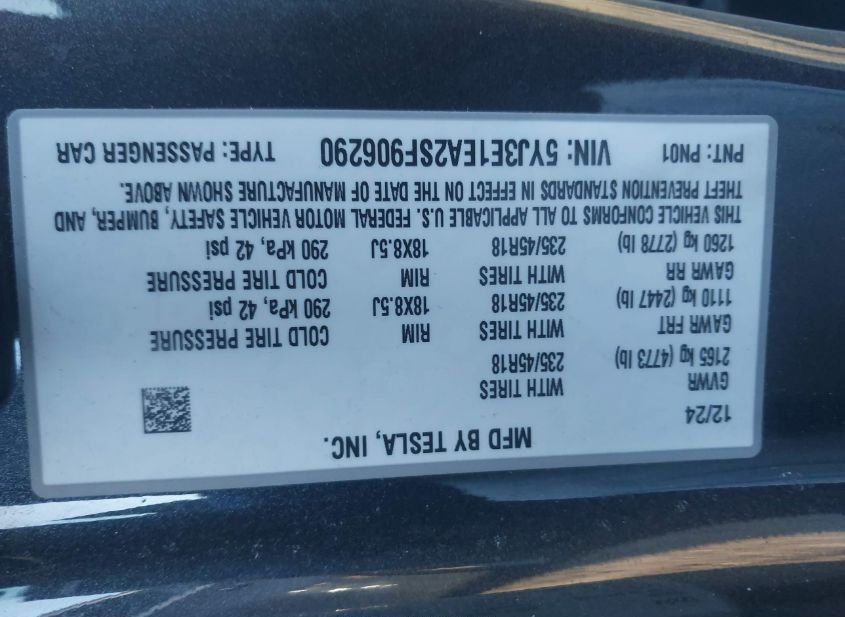 MFD BY TESLA, INC.
12/24
GVWR WITH TIRES
2165 kg (4773 lb) 235/45R18
GAWR FRT WITH TIRES RIM COLD TIRE PRESSURE
1110 kg (2447 lb) 235/45R18 18X8.5J 290 kPa, 42 psi
GAWR RR WITH TIRES RIM COLD TIRE PRESSURE
1260 kg (2778 lb) 235/45R18 18X8.5J 290 kPa, 42 psi
THIS VEHICLE CONFORMS TO ALL APPLICABLE U.S. FEDERAL MOTOR VEHICLE SAFETY, BUMPER, AND
THEFT PREVENTION STANDARDS IN EFFECT ON THE DATE OF MANUFACTURE SHOWN ABOVE.
PNT: PN01 VIN: 5YJ3E1EA2SF906290 TYPE: PASSENGER CAR